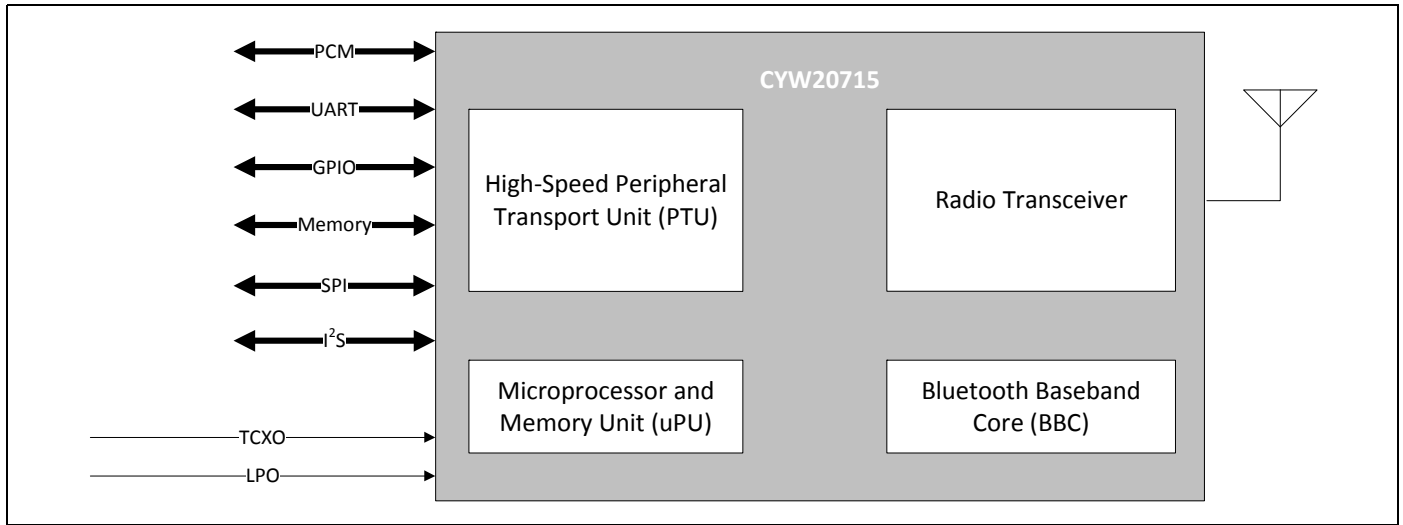 PCM
UART
GPIO
Memory
SPI
I²S
TCXO
LPO
CYW20715
High-Speed Peripheral
Transport Unit (PTU)
Radio Transceiver
Microprocessor and
Memory Unit (uPU)
Bluetooth Baseband
Core (BBC)